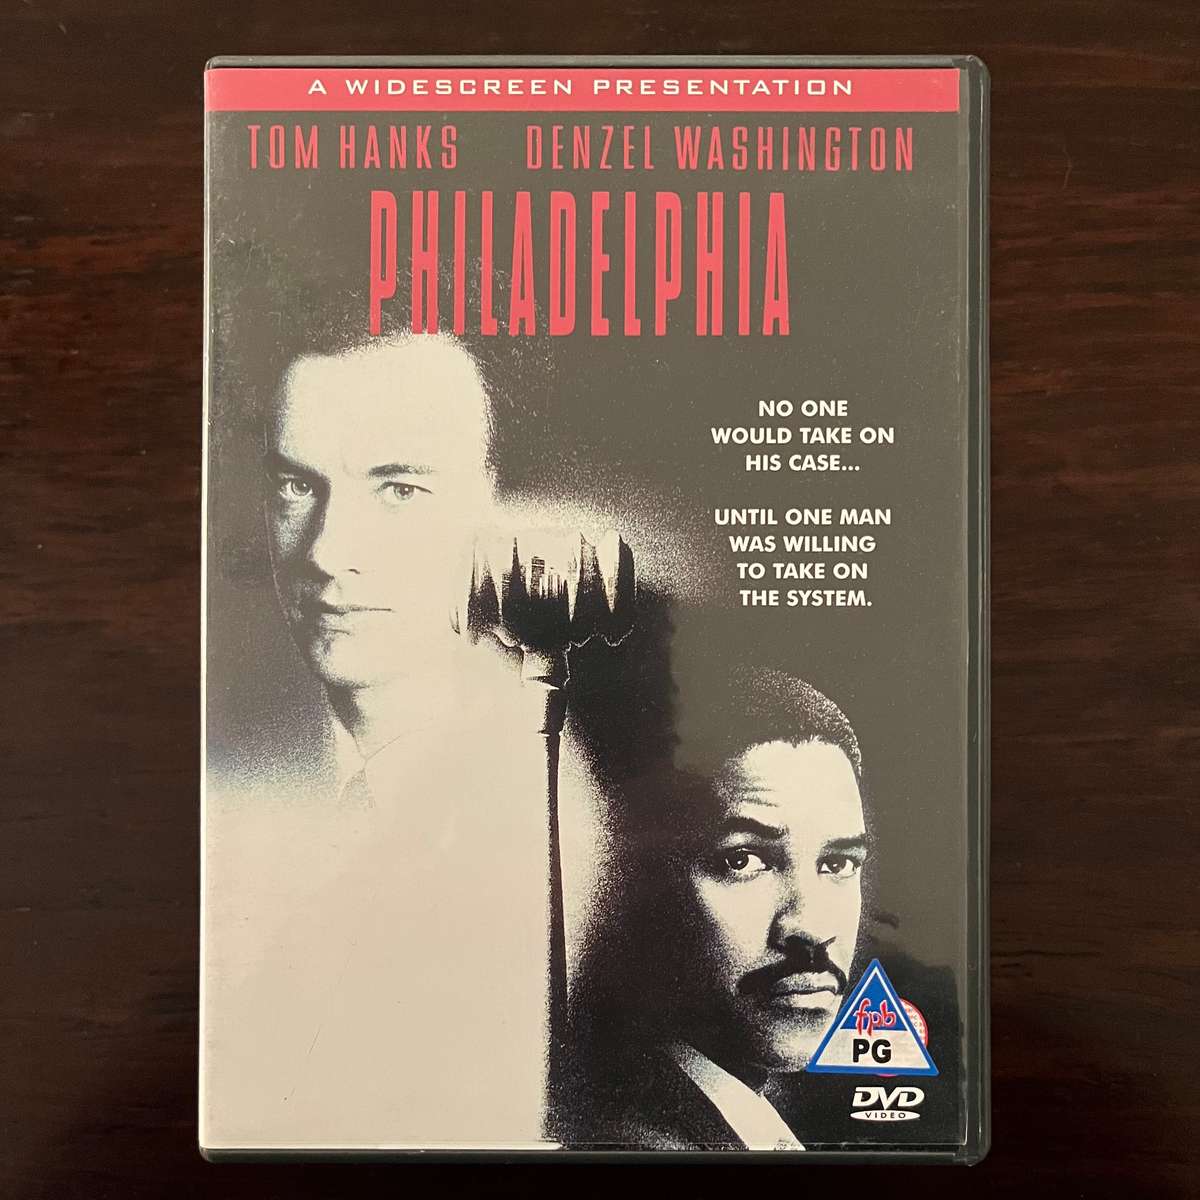 A WIDESCREEN PRESENTATION
TOM HANKS DENZEL WASHINGTON
PHILADELPHIA
NO ONE
WOULD TAKE ON
HIS CASE...
UNTIL ONE MAN
WAS WILLING
TO TAKE ON
THE SYSTEM.
fpb
PG
DVD
VIDEO